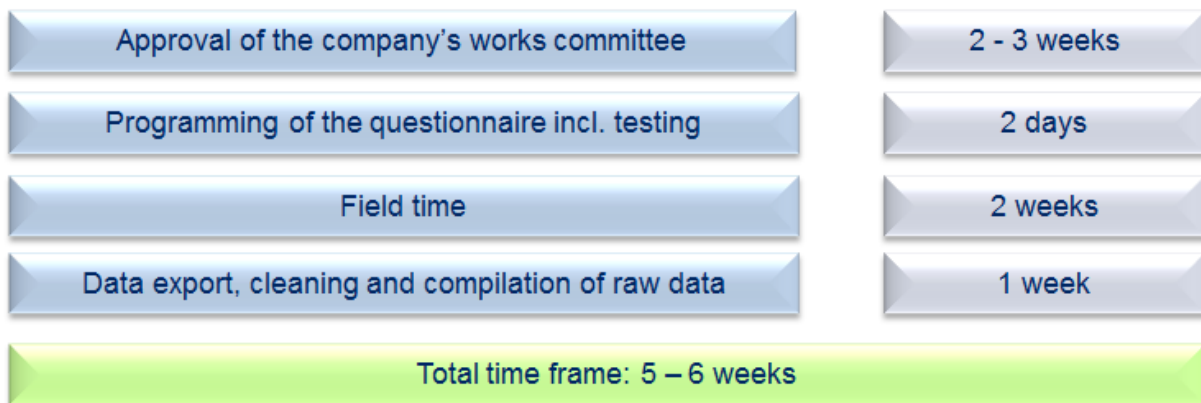 Approval of the company's works committee 2 - 3 weeks
Programming of the questionnaire incl. testing 2 days
Field time 2 weeks
Data export, cleaning and compilation of raw data 1 week
Total time frame: 5 – 6 weeks